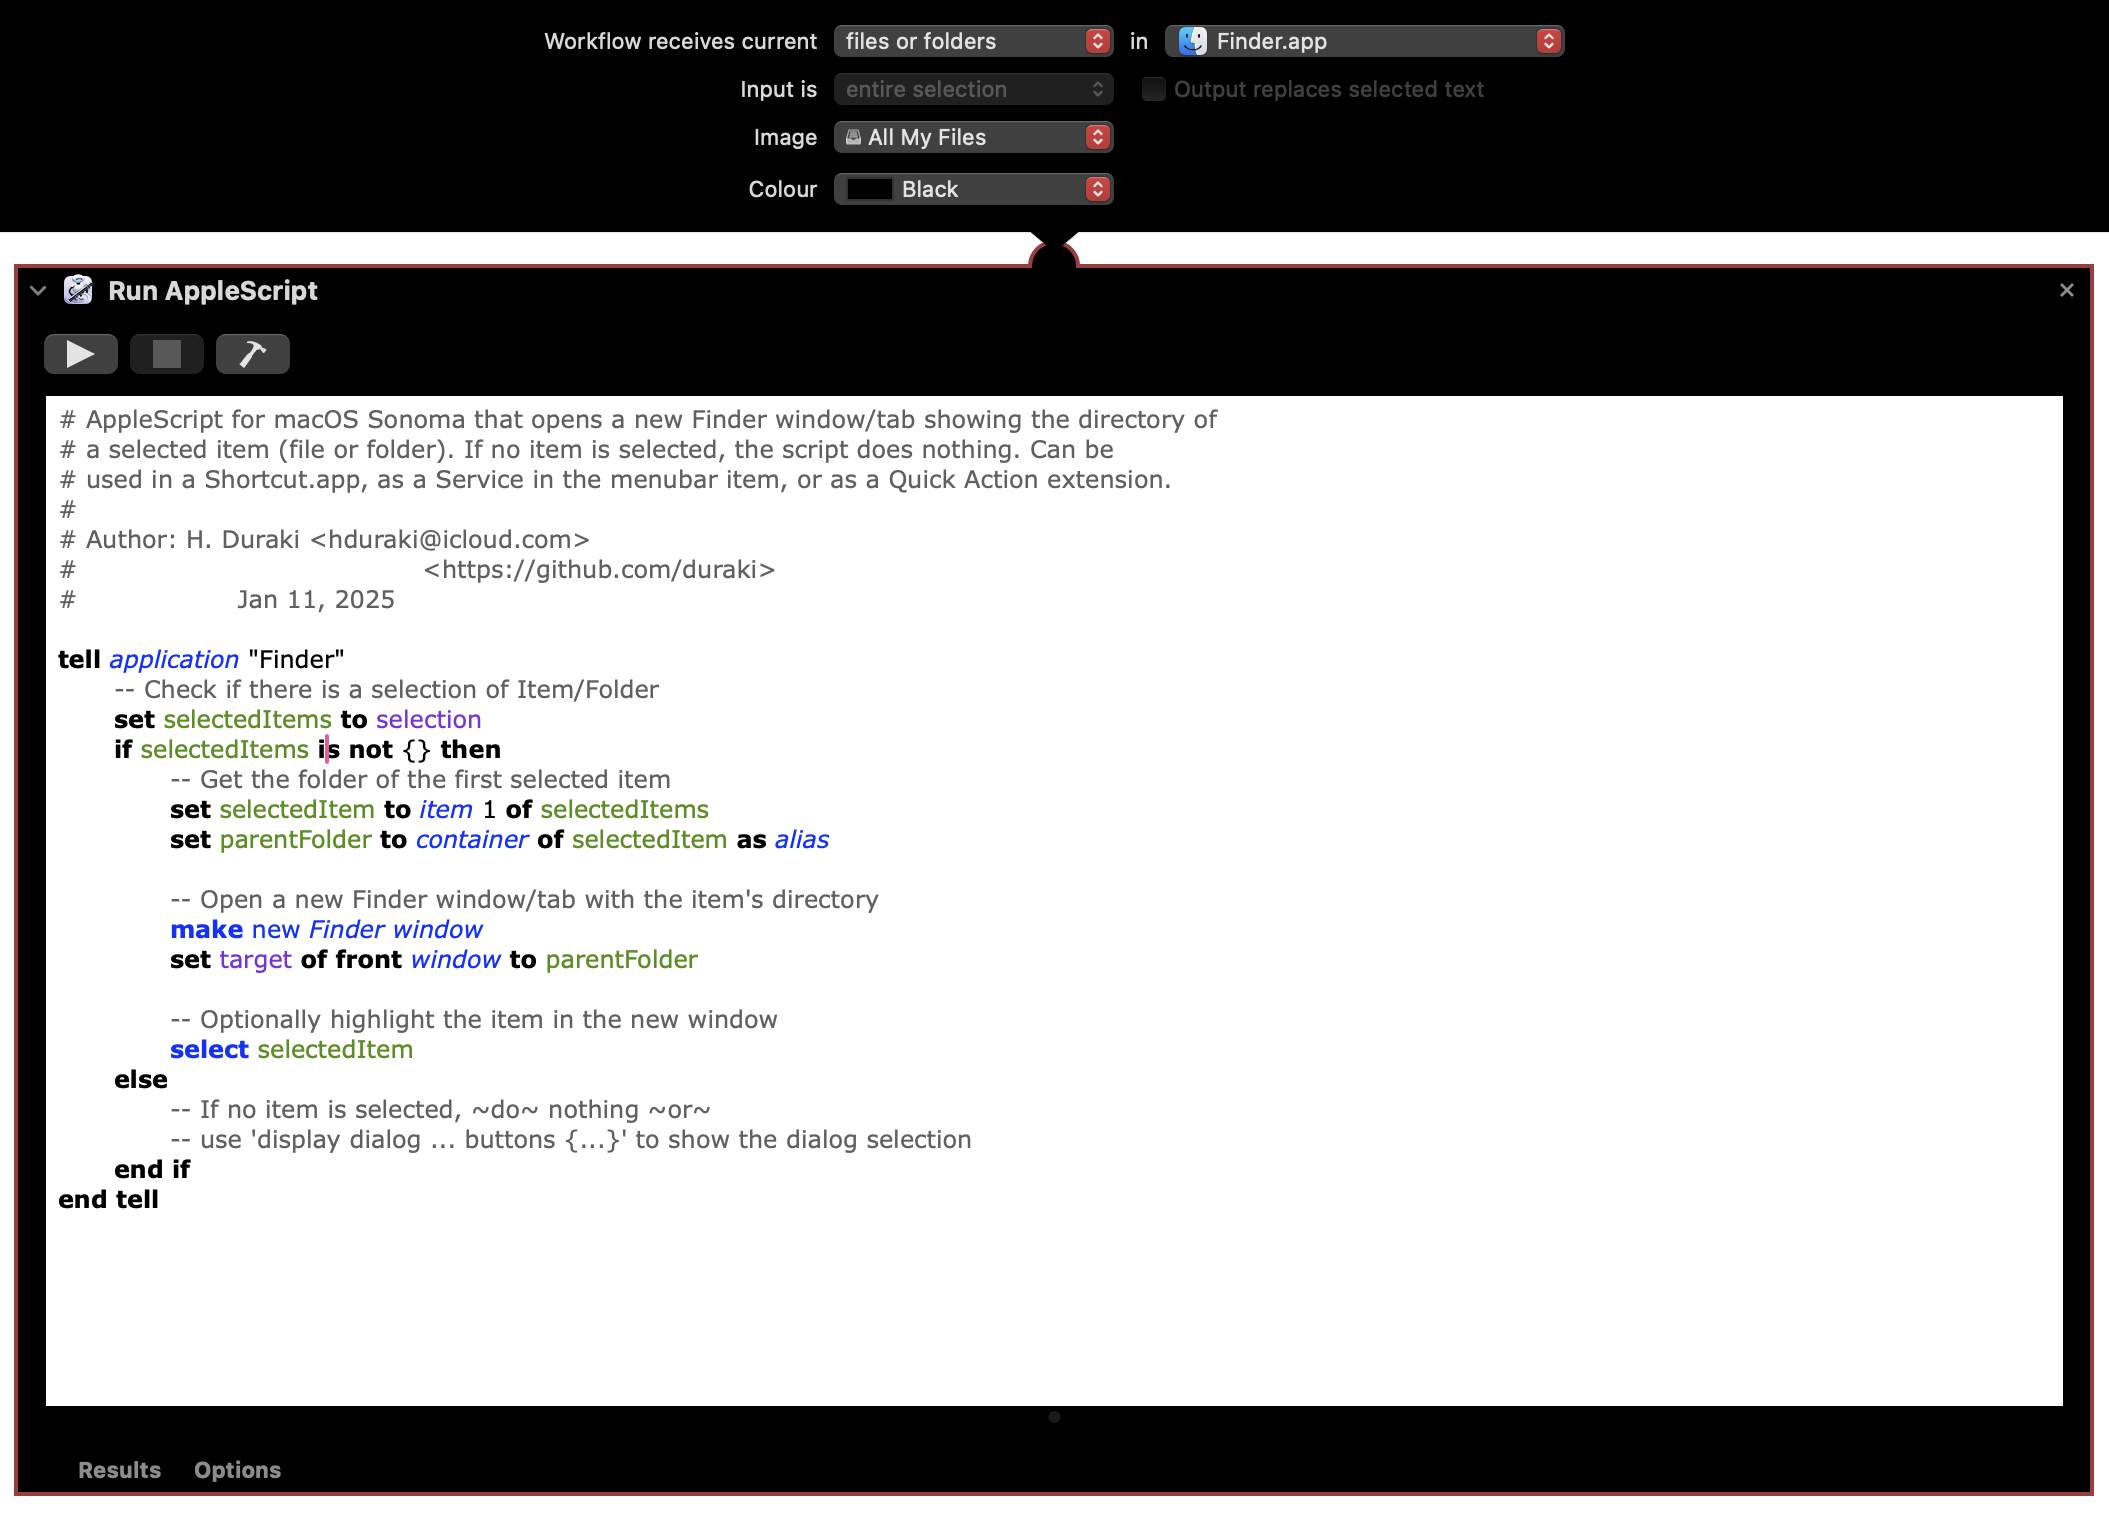 Workflow receives current files or folders in Finder.app
Input is entire selection Output replaces selected text
Image All My Files
Colour Black
Run AppleScript
# AppleScript for macOS Sonoma that opens a new Finder window/tab showing the directory of
# a selected item (file or folder). If no item is selected, the script does nothing. Can be
# used in a Shortcut.app, as a Service in the menubar item, or as a Quick Action extension.
#
# Author: H. Duraki <hduraki@icloud.com>
# <https://github.com/duraki>
# Jan 11, 2025
tell application "Finder"
-- Check if there is a selection of Item/Folder
set selectedItems to selection
if selectedItems is not {} then
-- Get the folder of the first selected item
set selectedItem to item 1 of selectedItems
set parentFolder to container of selectedItem as alias
-- Open a new Finder window/tab with the item's directory
make new Finder window
set target of front window to parentFolder
-- Optionally highlight the item in the new window
select selectedItem
else
-- If no item is selected, ~do~ nothing ~or~
-- use 'display dialog ... buttons {...}' to show the dialog selection
end if
end tell
Results Options